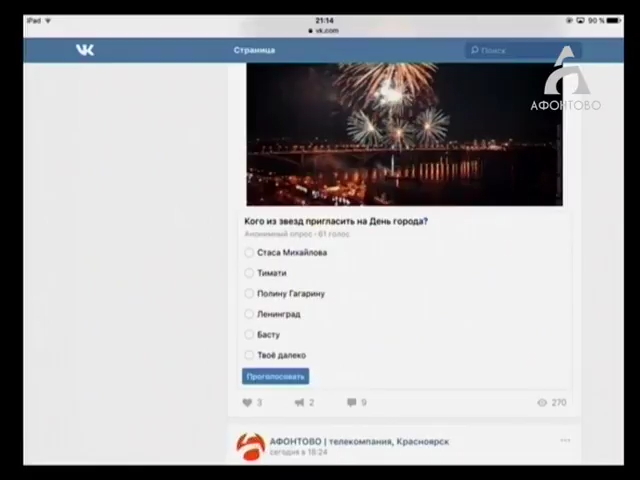 iPad
21:14
90 %
vk.com
Страница
Поиск
АФОНТОВО
Кого из звезд пригласить на День города?
Анонимный опрос · 61 голос
Стаса Михайлова
Тимати
Полину Гагарину
Ленинград
Басту
Твоё далеко
Проголосовать
3
2
9
270
АФОНТОВО | телекомпания, Красноярск
сегодня в 18:24